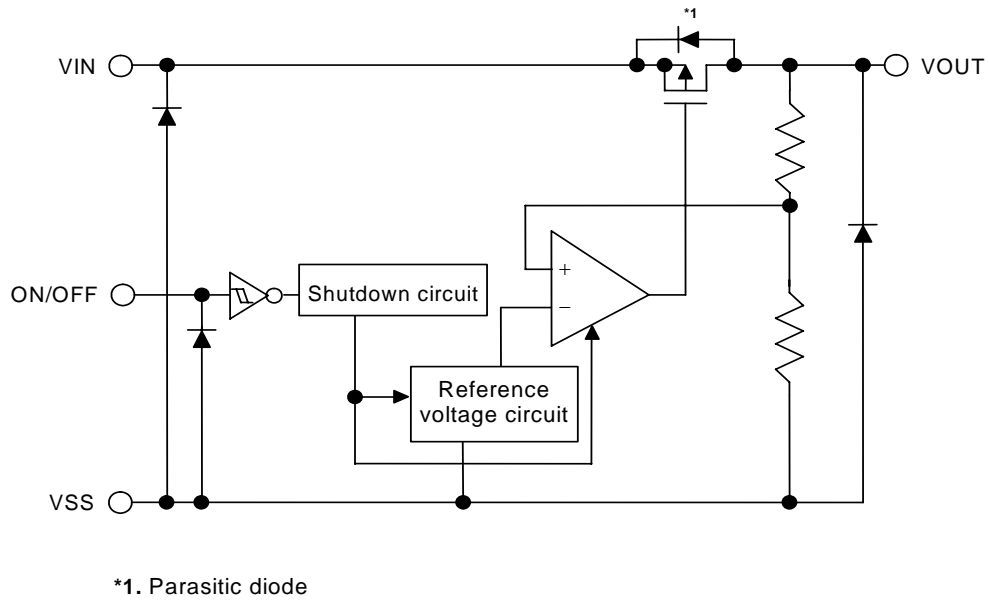 *1
VIN
VOUT
+
−
ON/OFF
Shutdown circuit
Reference
voltage circuit
VSS
*1. Parasitic diode